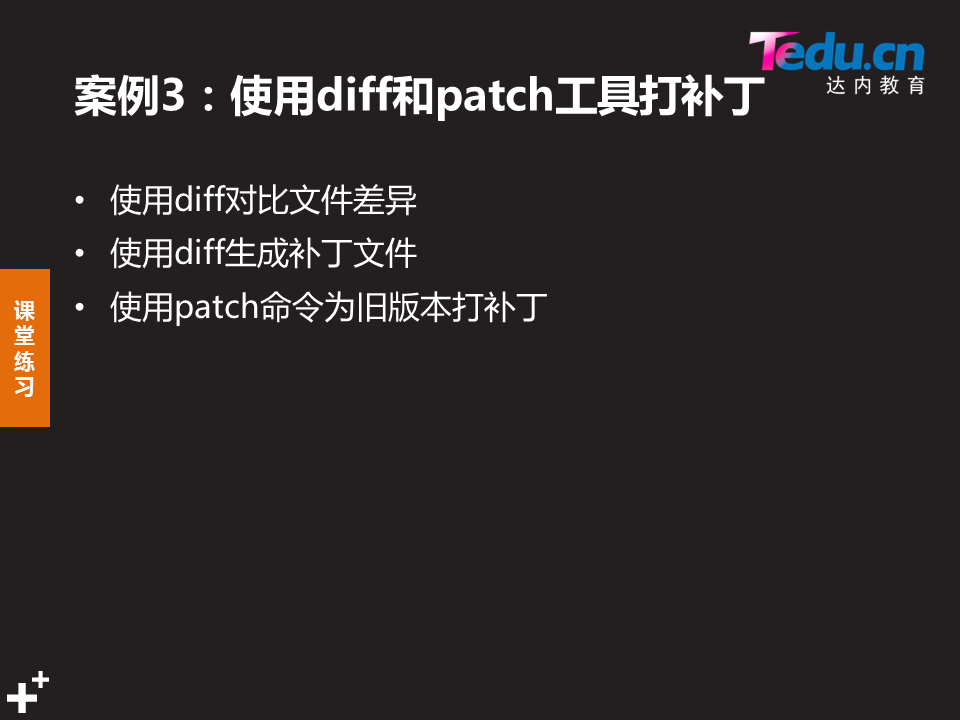 Tedu.cn
达内教育
案例3：使用diff和patch工具打补丁
• 使用diff对比文件差异
• 使用diff生成补丁文件
• 使用patch命令为旧版本打补丁
课
堂
练
习